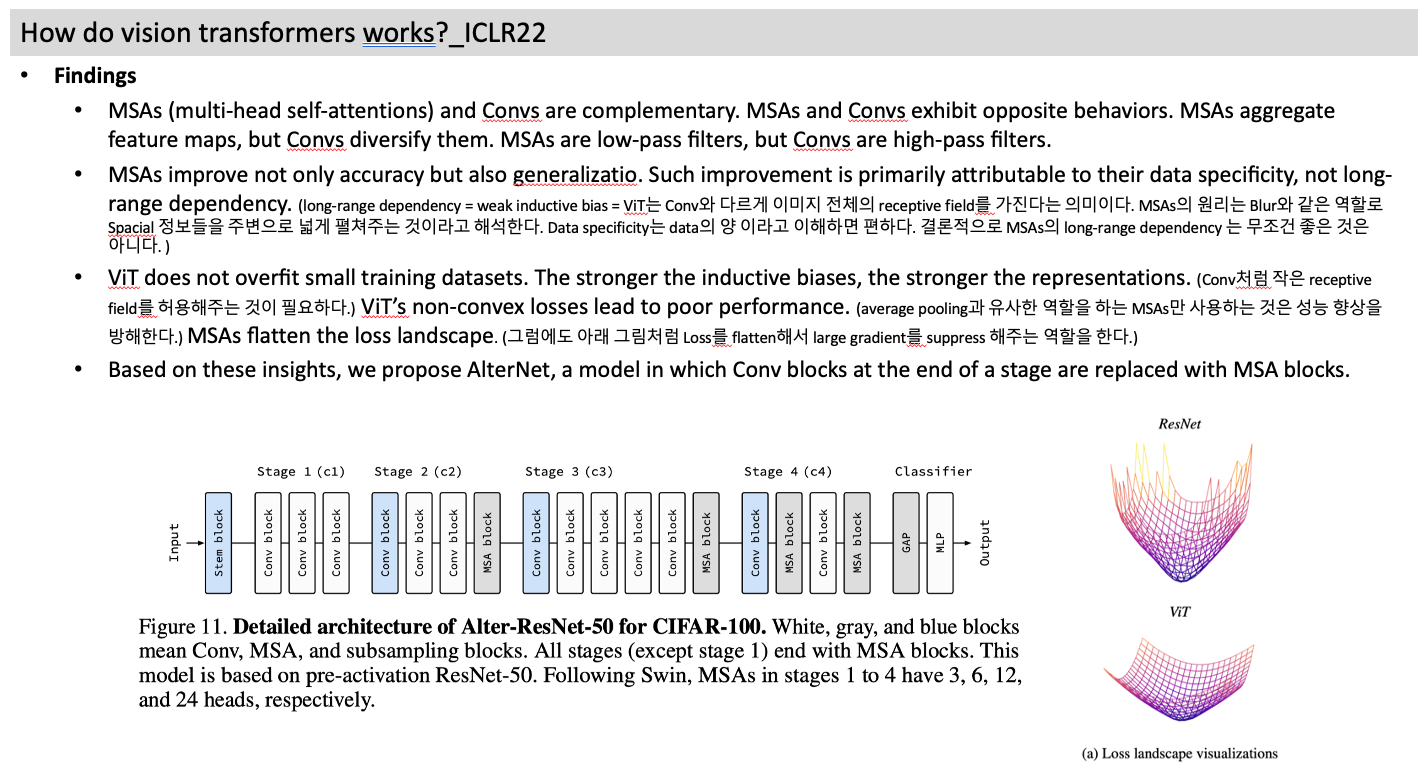 How do vision transformers works?_ICLR22
• Findings
• MSAs (multi-head self-attentions) and Convs are complementary. MSAs and Convs exhibit opposite behaviors. MSAs aggregate
feature maps, but Convs diversify them. MSAs are low-pass filters, but Convs are high-pass filters.
• MSAs improve not only accuracy but also generalizatio. Such improvement is primarily attributable to their data specificity, not long-
range dependency. (long-range dependency = weak inductive bias = ViT는 Conv와 다르게 이미지 전체의 receptive field를 가진다는 의미이다. MSAs의 원리는 Blur와 같은 역할로
Spacial 정보들을 주변으로 넓게 펼쳐주는 것이라고 해석한다. Data specificity는 data의 양 이라고 이해하면 편하다. 결론적으로 MSAs의 long-range dependency 는 무조건 좋은 것은
아니다. )
• ViT does not overfit small training datasets. The stronger the inductive biases, the stronger the representations. (Conv처럼 작은 receptive
field를 허용해주는 것이 필요하다.) ViT's non-convex losses lead to poor performance. (average pooling과 유사한 역할을 하는 MSAs만 사용하는 것은 성능 향상을
방해한다.) MSAs flatten the loss landscape. (그럼에도 아래 그림처럼 Loss를 flatten해서 large gradient를 suppress 해주는 역할을 한다.)
• Based on these insights, we propose AlterNet, a model in which Conv blocks at the end of a stage are replaced with MSA blocks.
Stage 1 (c1)
Stage 2 (c2)
Stage 3 (c3)
Stage 4 (c4)
Classifier
Input
Stem block
Conv block
Conv block
Conv block
Conv block
Conv block
Conv block
MSA block
Conv block
Conv block
Conv block
Conv block
Conv block
MSA block
Conv block
MSA block
Conv block
MSA block
GAP
MLP
Output
Figure 11. Detailed architecture of Alter-ResNet-50 for CIFAR-100. White, gray, and blue blocks
mean Conv, MSA, and subsampling blocks. All stages (except stage 1) end with MSA blocks. This
model is based on pre-activation ResNet-50. Following Swin, MSAs in stages 1 to 4 have 3, 6, 12,
and 24 heads, respectively.
ResNet
ViT
(a) Loss landscape visualizations